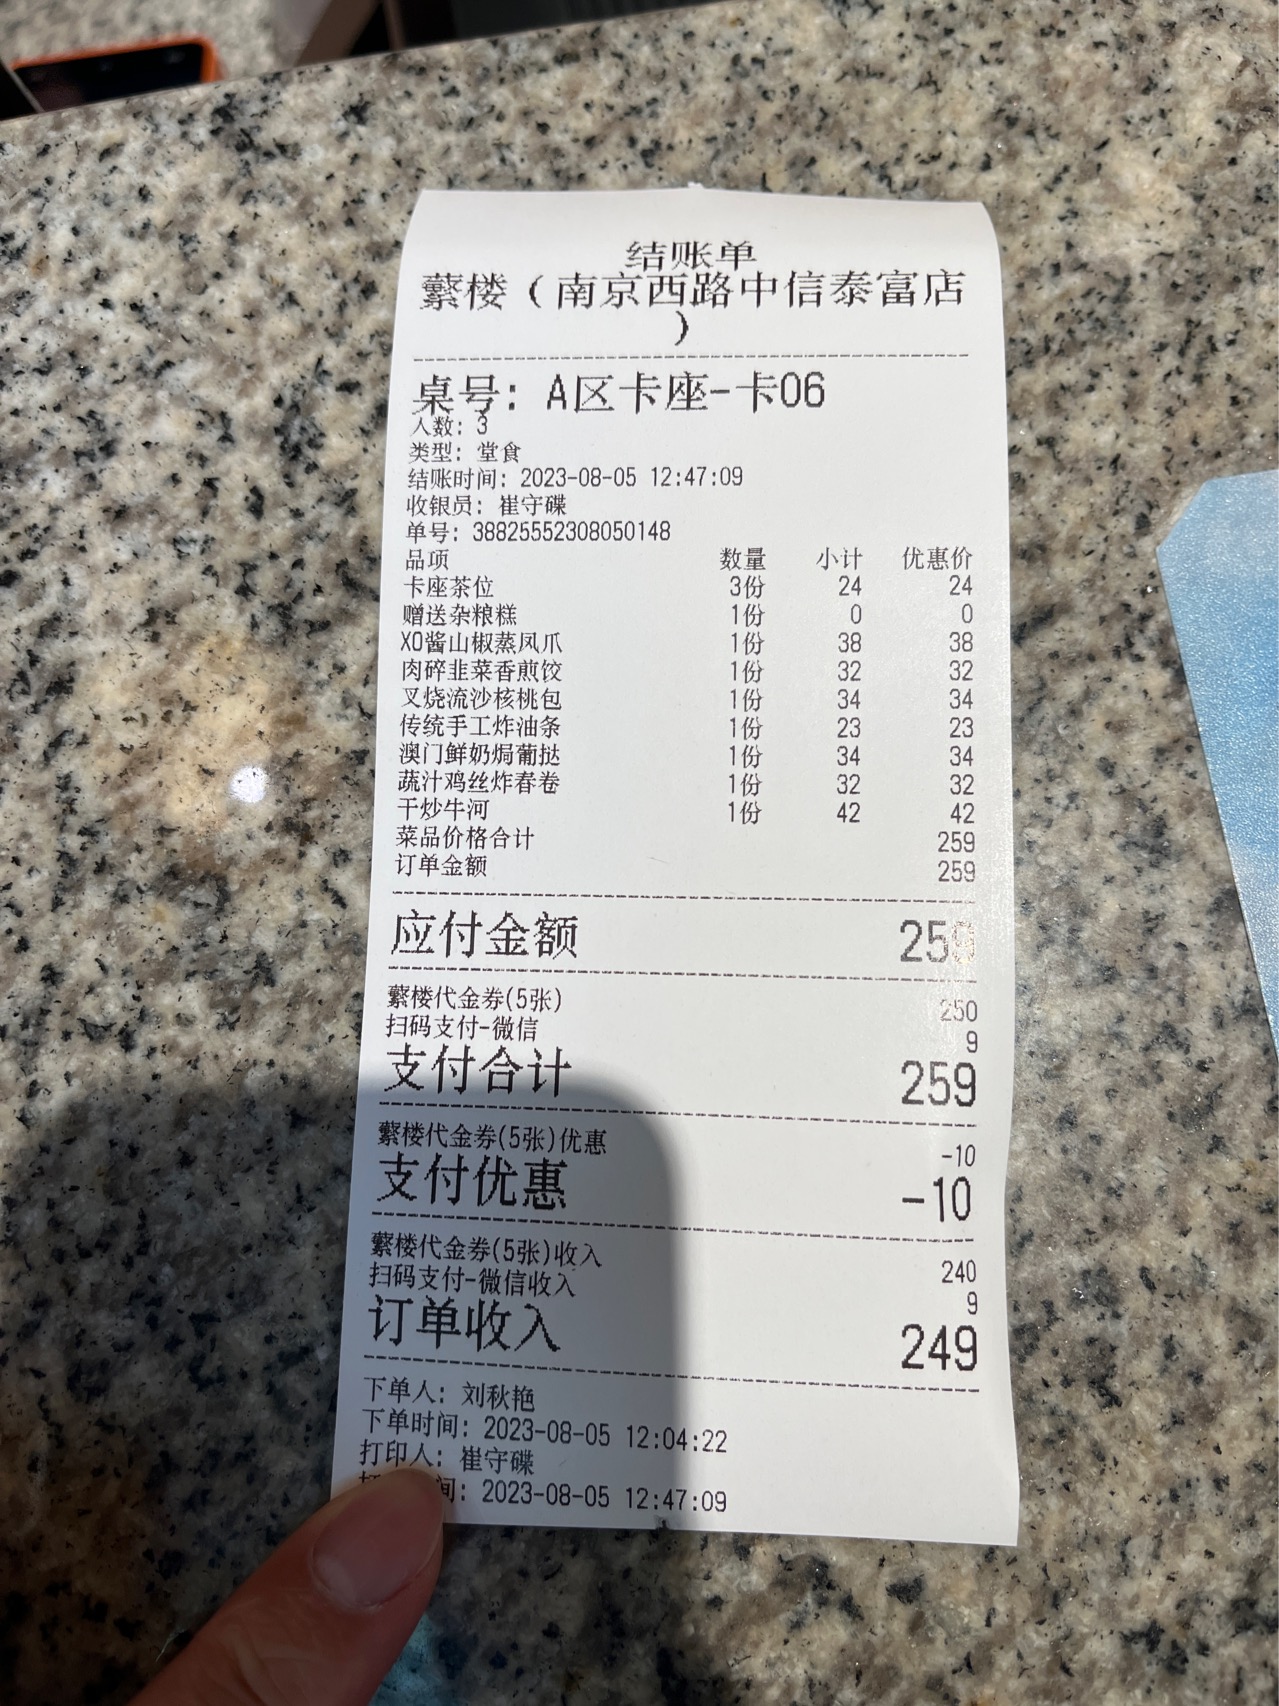 结账单
蘩楼（南京西路中信泰富店
）
桌号: A区卡座-卡06
人数: 3
类型: 堂食
结账时间: 2023-08-05 12:47:09
收银员: 崔守碟
单号: 38825552308050148
品项 数量 小计 优惠价
卡座茶位 3份 24 24
赠送杂粮糕 1份 0 0
XO酱山椒蒸凤爪 1份 38 38
肉碎韭菜香煎饺 1份 32 32
叉烧流沙核桃包 1份 34 34
传统手工炸油条 1份 23 23
澳门鲜奶焗葡挞 1份 34 34
蔬汁鸡丝炸春卷 1份 32 32
干炒牛河 1份 42 42
菜品价格合计 259
订单金额 259
应付金额 259
蘩楼代金券(5张) 250
扫码支付-微信 9
支付合计 259
蘩楼代金券(5张)优惠 -10
支付优惠 -10
蘩楼代金券(5张)收入 240
扫码支付-微信收入 9
订单收入 249
下单人: 刘秋艳
下单时间: 2023-08-05 12:04:22
打印人: 崔守碟
间: 2023-08-05 12:47:09